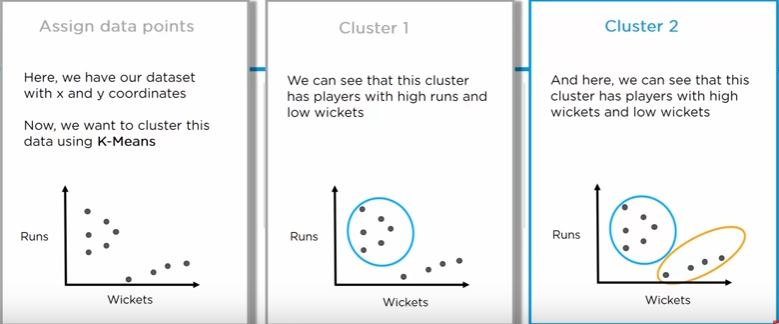 Assign data points
Here, we have our dataset
with x and y coordinates
Now, we want to cluster this
data using K-Means
Runs
Wickets
Cluster 1
We can see that this cluster
has players with high runs and
low wickets
Runs
Wickets
Cluster 2
And here, we can see that this
cluster has players with high
wickets and low wickets
Runs
Wickets